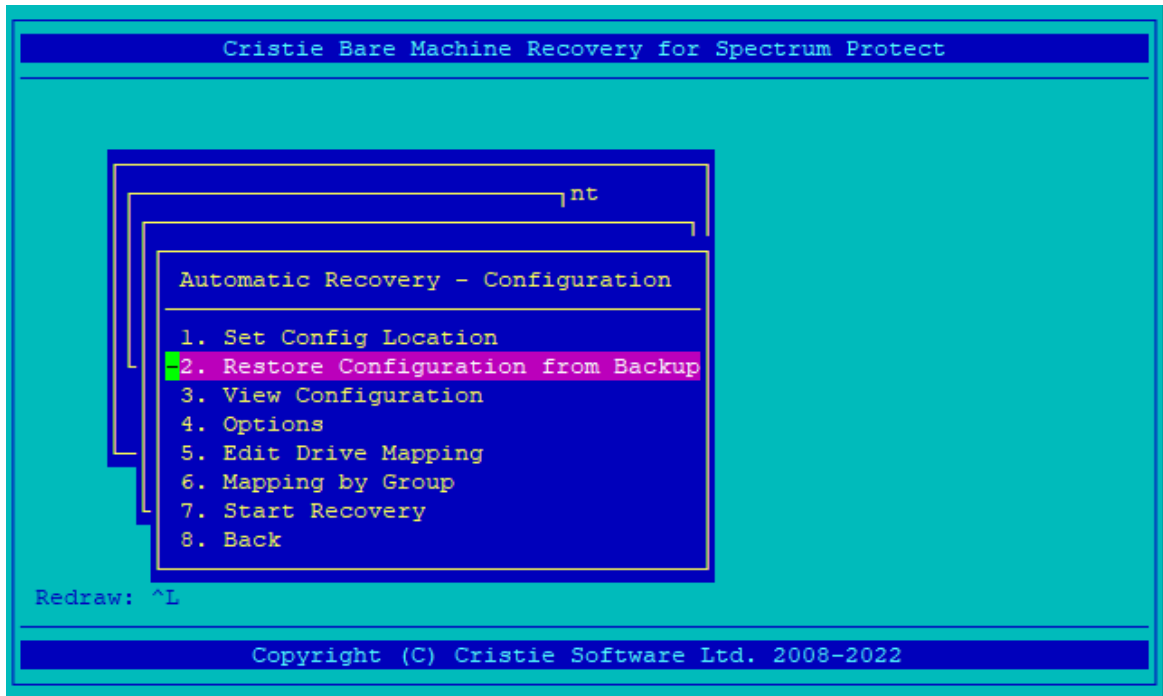 Cristie Bare Machine Recovery for Spectrum Protect
nt
Automatic Recovery - Configuration
1. Set Config Location
2. Restore Configuration from Backup
3. View Configuration
4. Options
5. Edit Drive Mapping
6. Mapping by Group
7. Start Recovery
8. Back
Redraw: ^L
Copyright (C) Cristie Software Ltd. 2008-2022